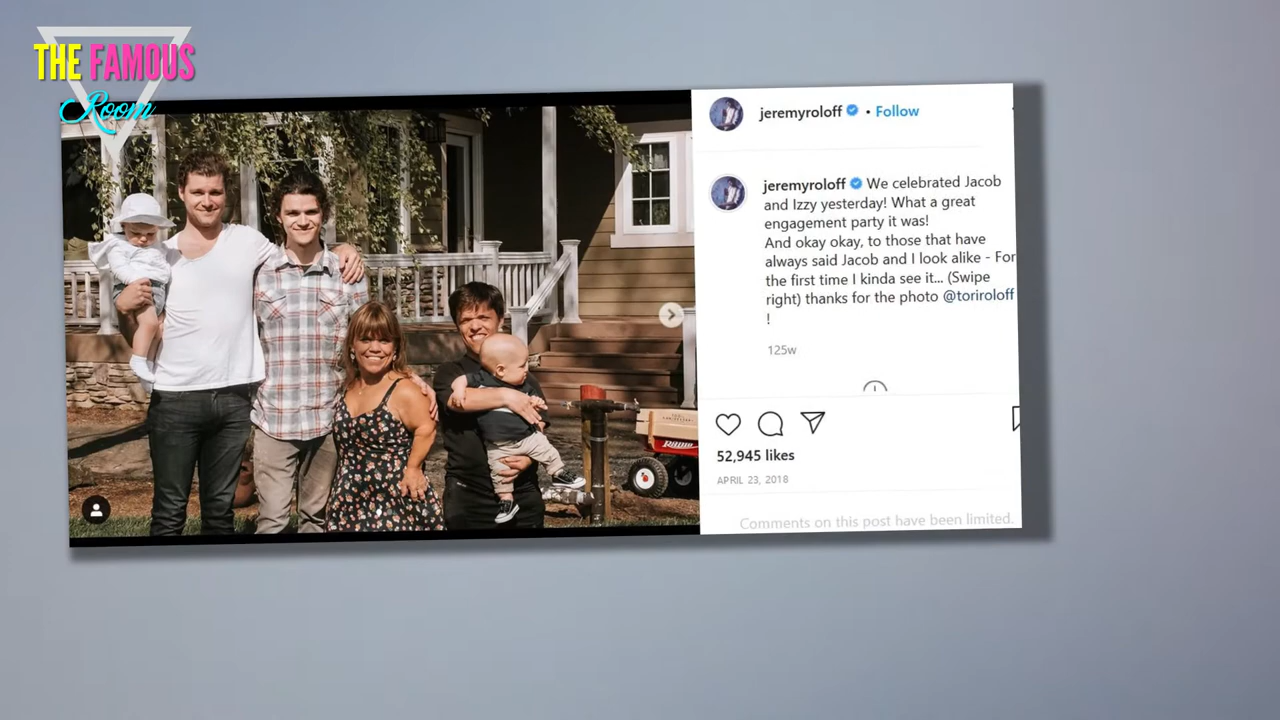 THE FAMOUS
Room
jeremyroloff • Follow
jeremyroloff We celebrated Jacob
and Izzy yesterday! What a great
engagement party it was!
And okay okay, to those that have
always said Jacob and I look alike - For
the first time I kinda see it... (Swipe
right) thanks for the photo @toriroloff
!
125w
52,945 likes
APRIL 23, 2018
Comments on this post have been limited.